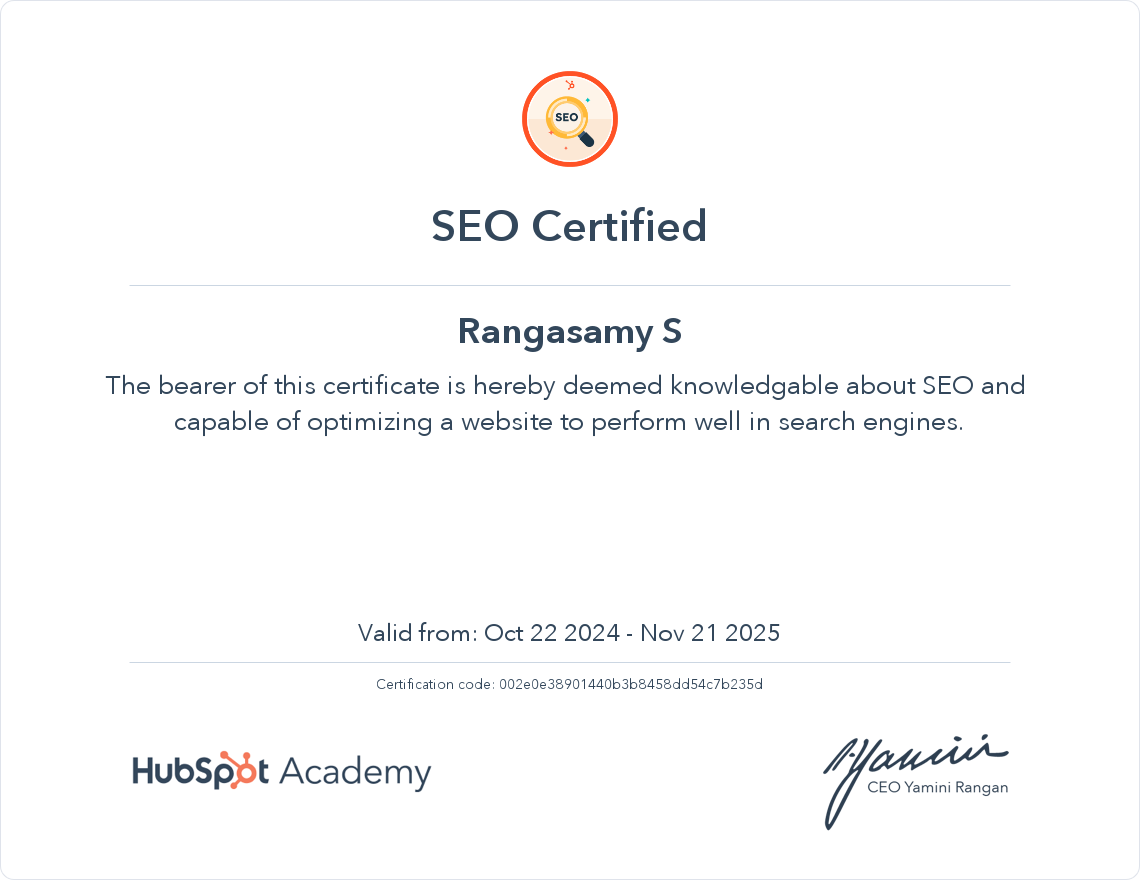 SEO
SEO Certified
Rangasamy S
The bearer of this certificate is hereby deemed knowledgable about SEO and
capable of optimizing a website to perform well in search engines.
Valid from: Oct 22 2024 - Nov 21 2025
Certification code: 002e0e38901440b3b8458dd54c7b235d
HubSpot Academy
Yamini
CEO Yamini Rangan